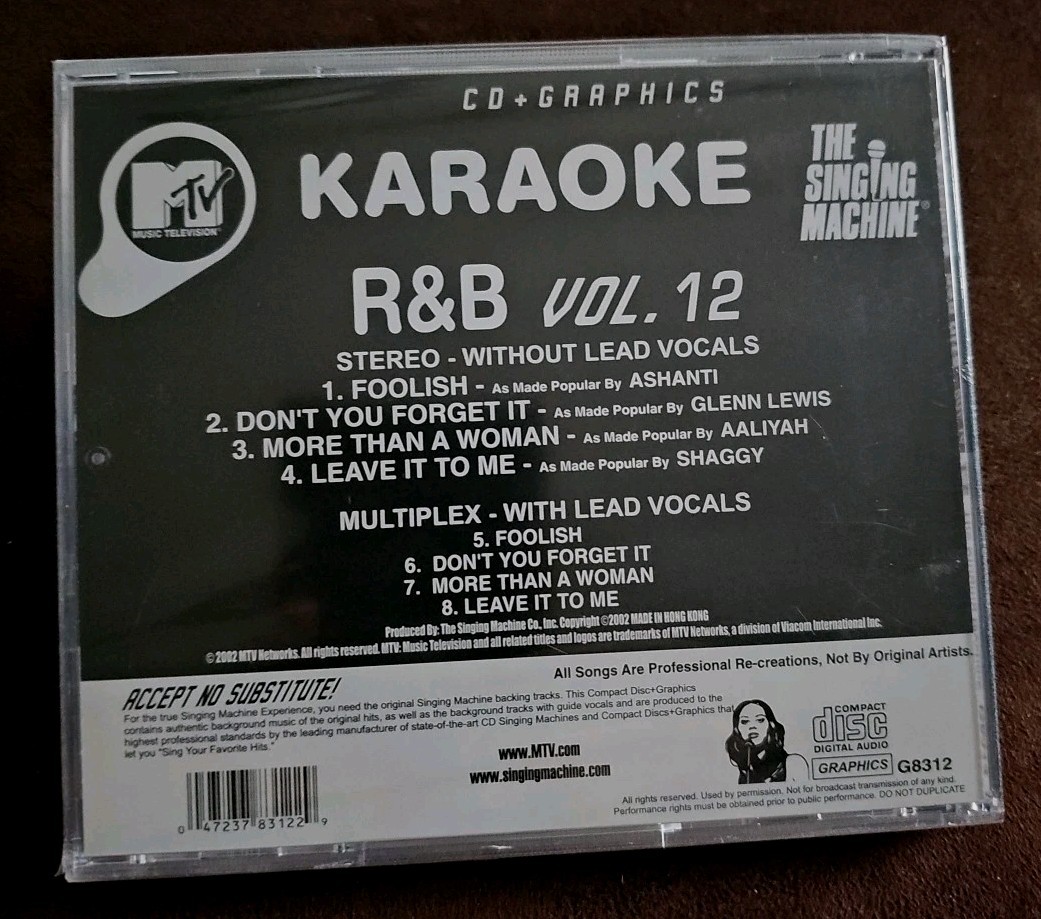 CD+GRAPHICS
MTV
MUSIC TELEVISION®
KARAOKE
THE
SINGING
MACHINE®
R&B VOL. 12
STEREO - WITHOUT LEAD VOCALS
1. FOOLISH - As Made Popular By ASHANTI
2. DON'T YOU FORGET IT - As Made Popular By GLENN LEWIS
3. MORE THAN A WOMAN - As Made Popular By AALIYAH
4. LEAVE IT TO ME - As Made Popular By SHAGGY
MULTIPLEX - WITH LEAD VOCALS
5. FOOLISH
6. DON'T YOU FORGET IT
7. MORE THAN A WOMAN
8. LEAVE IT TO ME
Produced By: The Singing Machine Co., Inc. Copyright ©2002 MADE IN HONG KONG
©2002 MTV Networks. All rights reserved. MTV: Music Television and all related titles and logos are trademarks of MTV Networks, a division of Viacom International Inc.
All Songs Are Professional Re-creations, Not By Original Artists.
ACCEPT NO SUBSTITUTE!
For the true Singing Machine Experience, you need the original Singing Machine backing tracks. This Compact Disc+Graphics
contains authentic background music of the original hits, as well as the background tracks with guide vocals and are produced to the
highest professional standards by the leading manufacturer of state-of-the-art CD Singing Machines and Compact Discs+Graphics that
let you "Sing Your Favorite Hits."
www.MTV.com
www.singingmachine.com
COMPACT
disc
DIGITAL AUDIO
GRAPHICS G8312
0 47237 83122 9
All rights reserved. Used by permission. Not for broadcast transmission of any kind.
Performance rights must be obtained prior to public performance. DO NOT DUPLICATE